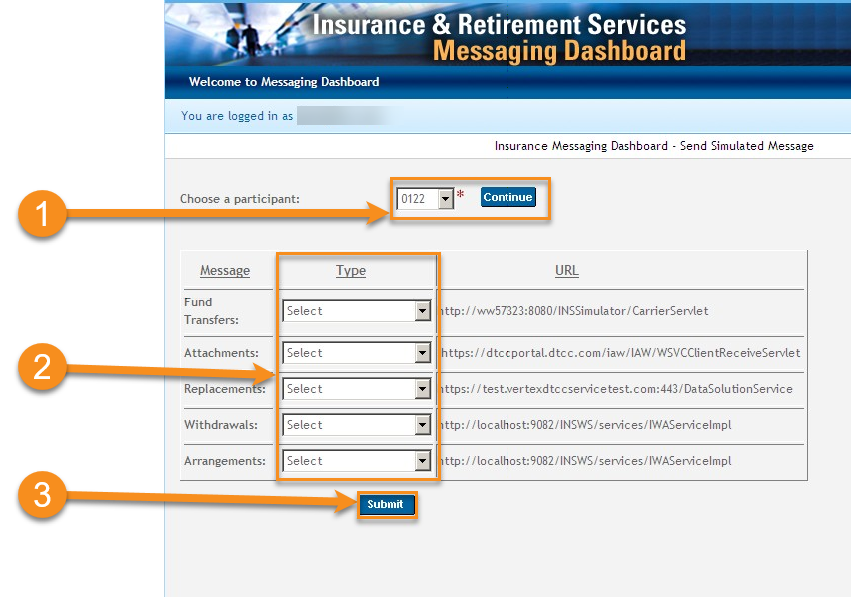 Insurance & Retirement Services
Messaging Dashboard
Welcome to Messaging Dashboard
You are logged in as
Insurance Messaging Dashboard - Send Simulated Message
1
Choose a participant: 0122 * Continue
Message Type URL
Fund
Transfers: Select http://ww57323:8080/INSSimulator/CarrierServlet
2
Attachments: Select https://dtccportal.dtcc.com/iaw/IAW/WSVCClientReceiveServlet
Replacements: Select https://test.vertexdtccservicetest.com:443/DataSolutionService
Withdrawals: Select http://localhost:9082/INSWS/services/IWAServiceImpl
Arrangements: Select http://localhost:9082/INSWS/services/IWAServiceImpl
3
Submit